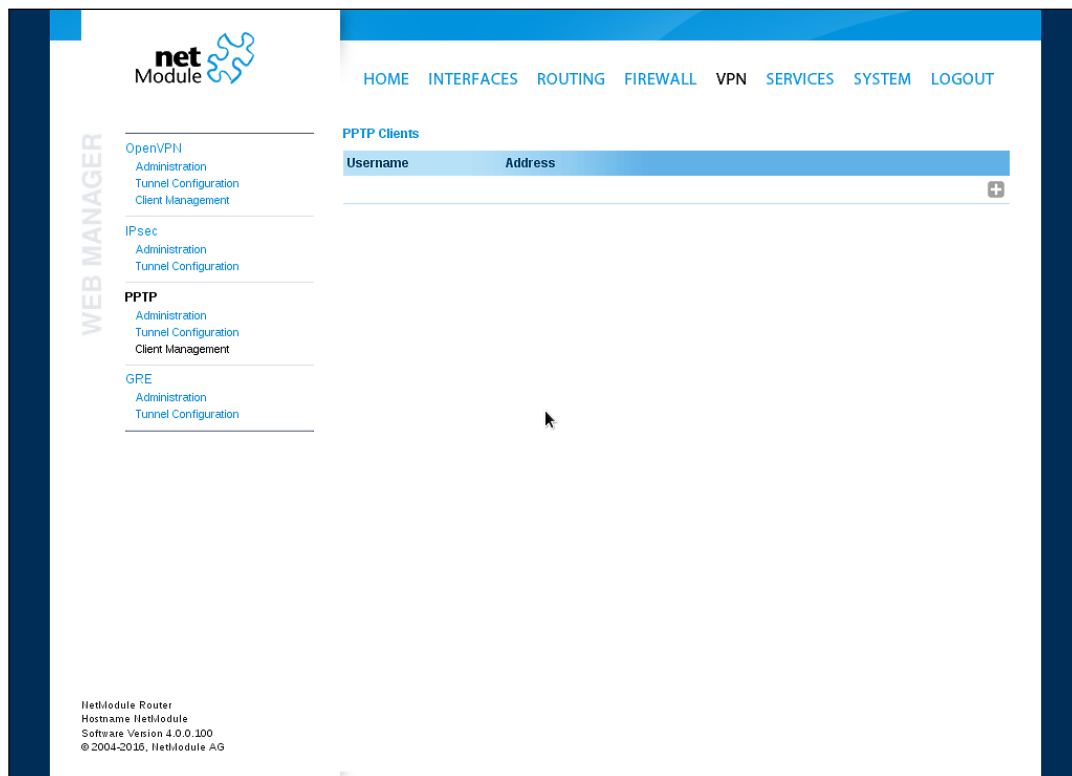 net
Module
HOME INTERFACES ROUTING FIREWALL VPN SERVICES SYSTEM LOGOUT
WEB MANAGER
OpenVPN
Administration
Tunnel Configuration
Client Management
IPsec
Administration
Tunnel Configuration
PPTP
Administration
Tunnel Configuration
Client Management
GRE
Administration
Tunnel Configuration
PPTP Clients
Username Address
NetModule Router
Hostname NetModule
Software Version 4.0.0.100
© 2004-2016, NetModule AG